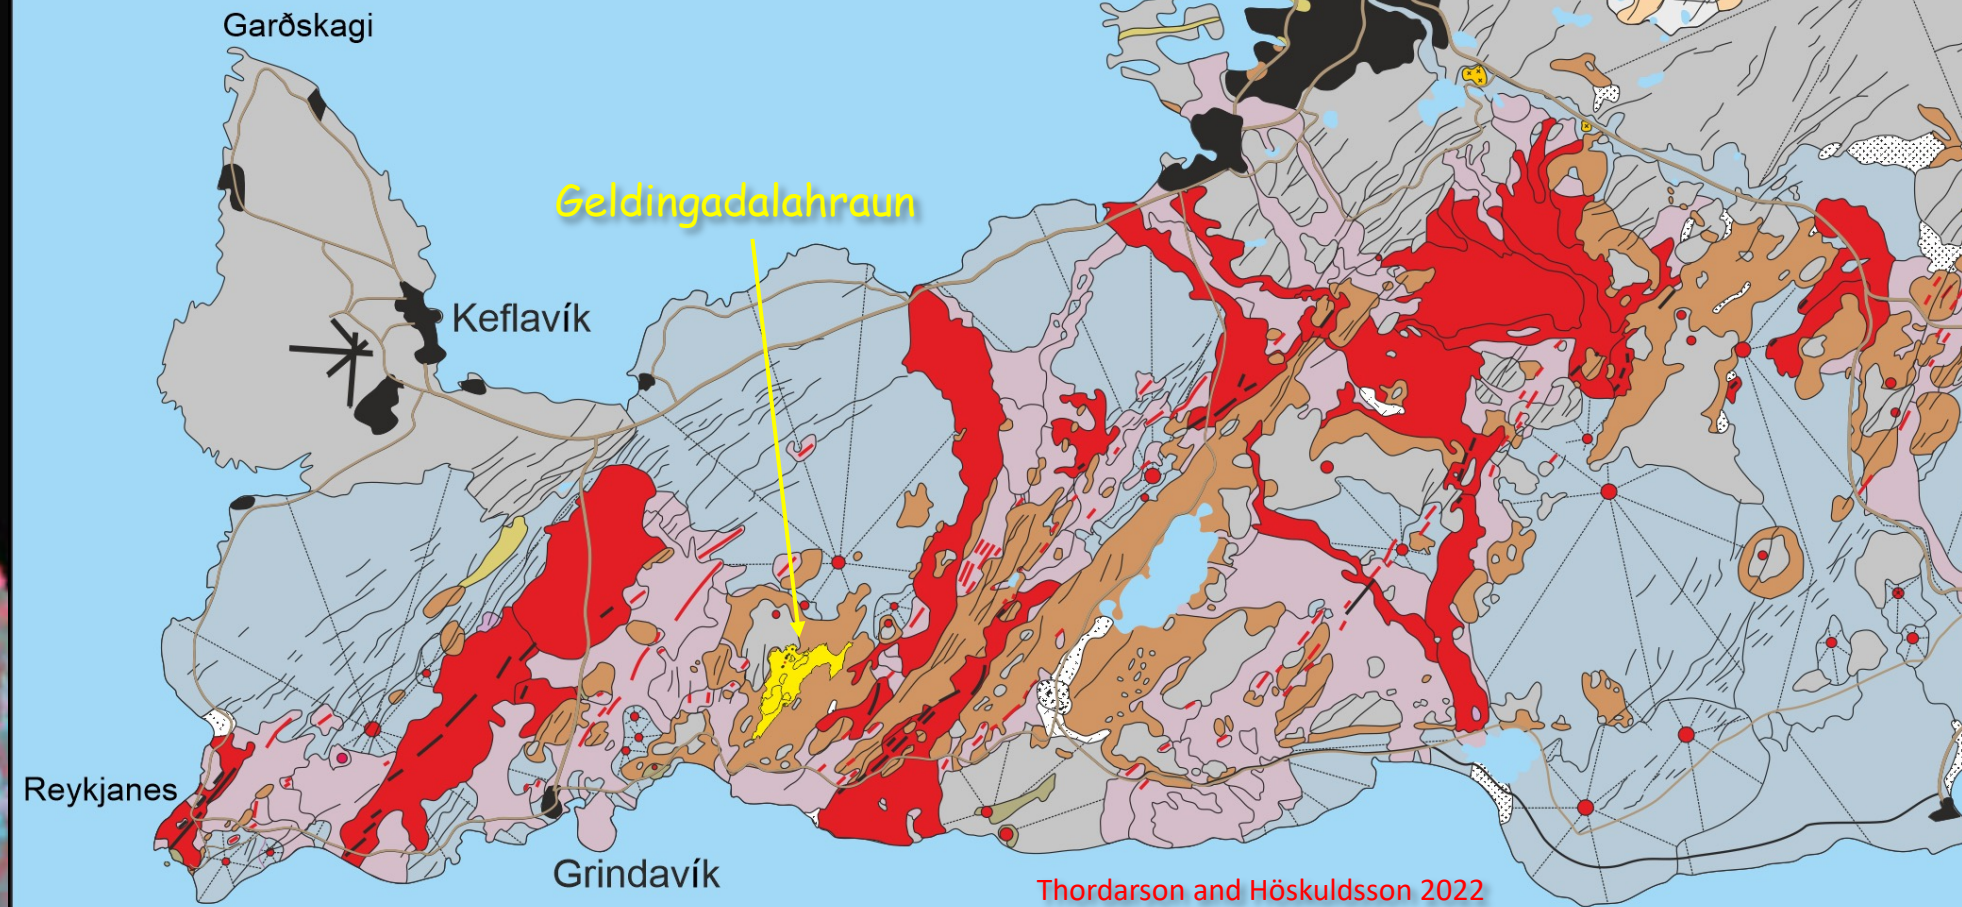 Garðskagi
Geldingadalahraun
Keflavík
Reykjanes
Grindavík
Thordarson and Höskuldsson 2022